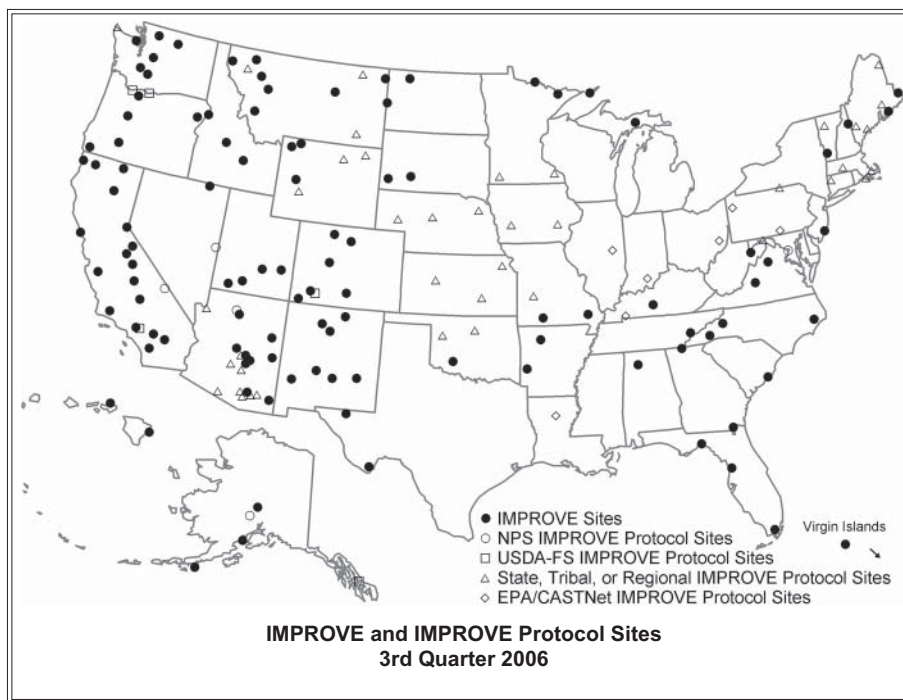 IMPROVE Sites
NPS IMPROVE Protocol Sites
USDA-FS IMPROVE Protocol Sites
State, Tribal, or Regional IMPROVE Protocol Sites
EPA/CASTNet IMPROVE Protocol Sites
Virgin Islands
IMPROVE and IMPROVE Protocol Sites
3rd Quarter 2006